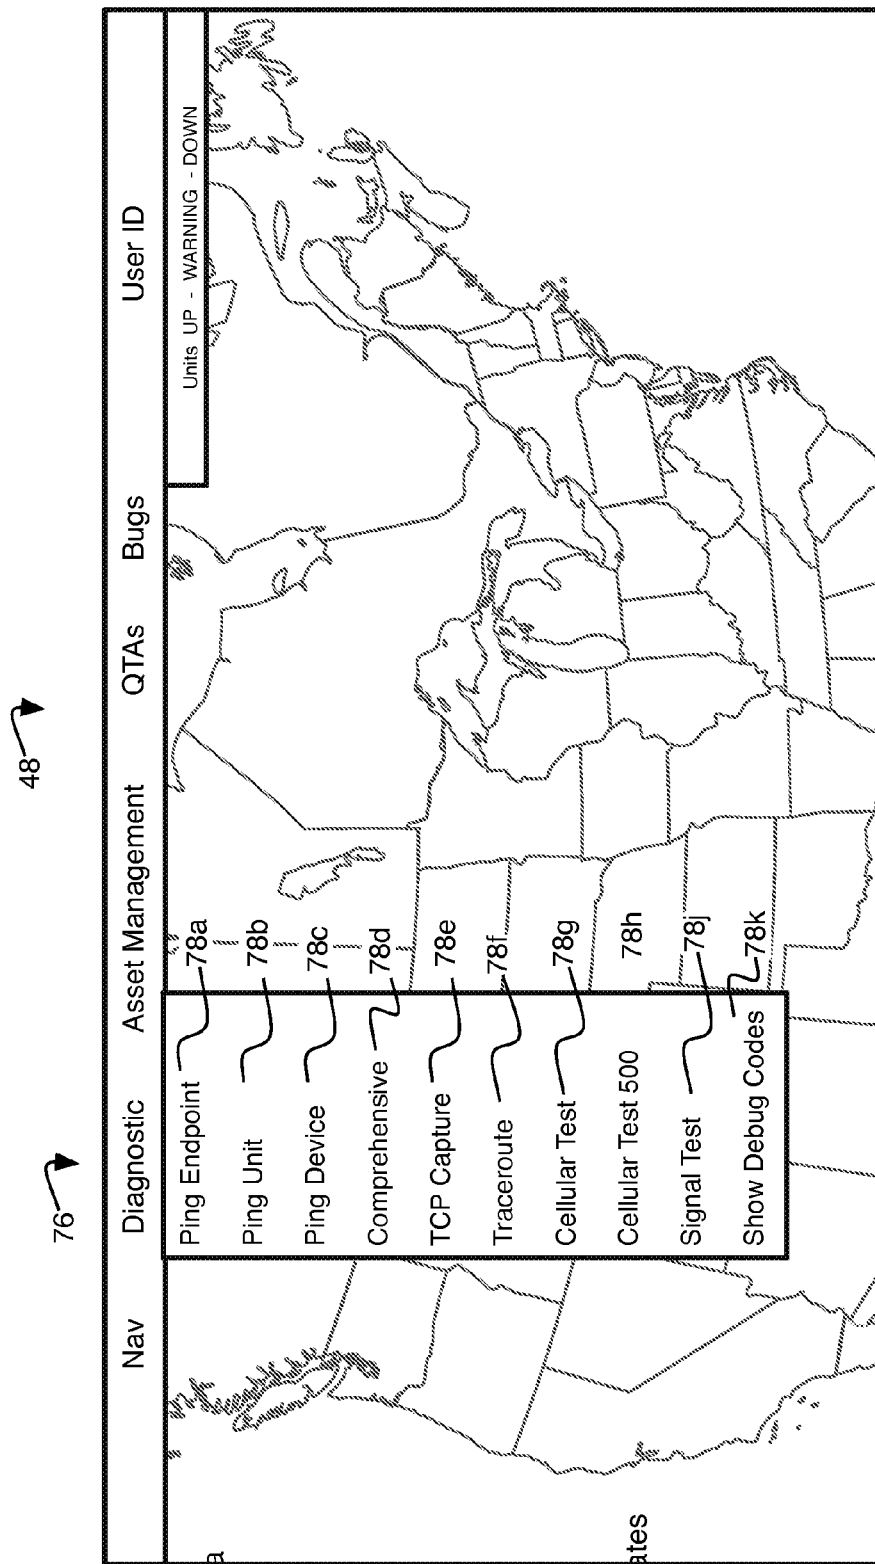 48
76
Nav Diagnostic Asset Management QTAs Bugs User ID
Units UP - WARNING - DOWN
Ping Endpoint 78a
Ping Unit 78b
Ping Device 78c
Comprehensive 78d
TCP Capture 78e
Traceroute 78f
Cellular Test 78g
Cellular Test 500 78h
Signal Test 78j
Show Debug Codes 78k
a
ates